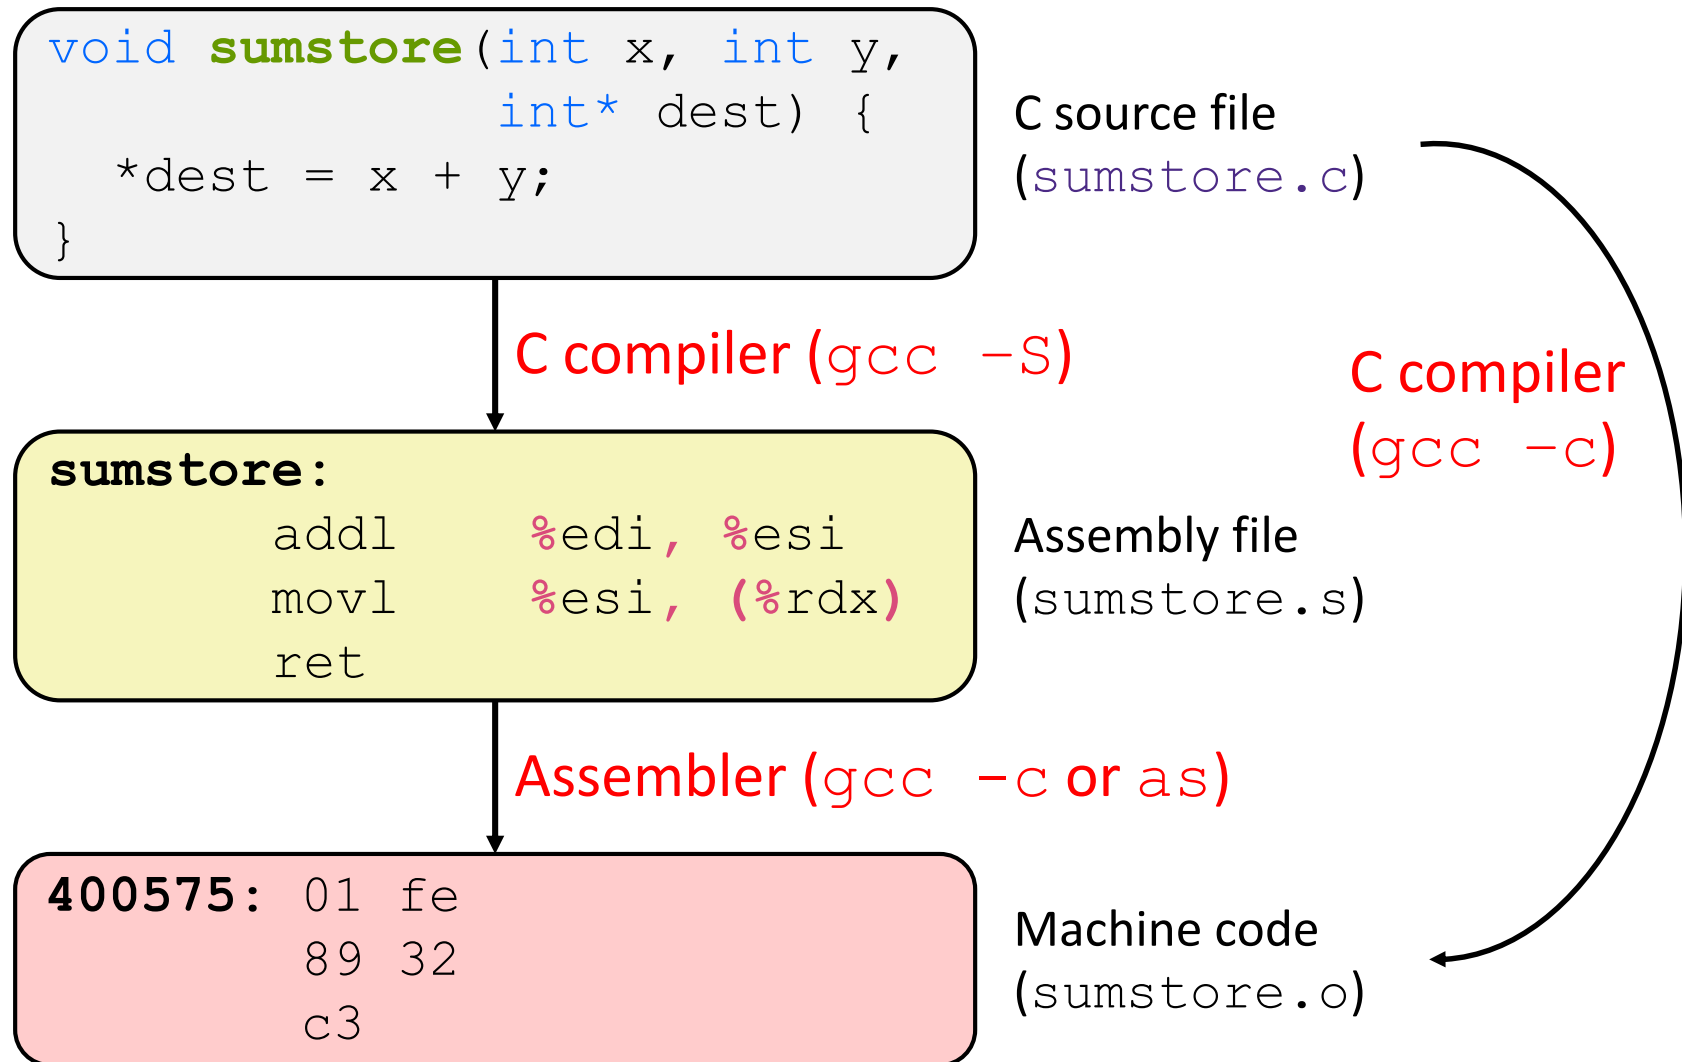 void sumstore(int x, int y,
int* dest) {
*dest = x + y;
}
C source file
(sumstore.c)
C compiler (gcc –S)
C compiler
(gcc –c)
sumstore:
addl %edi, %esi
movl %esi, (%rdx)
ret
Assembly file
(sumstore.s)
Assembler (gcc -c or as)
400575: 01 fe
89 32
c3
Machine code
(sumstore.o)